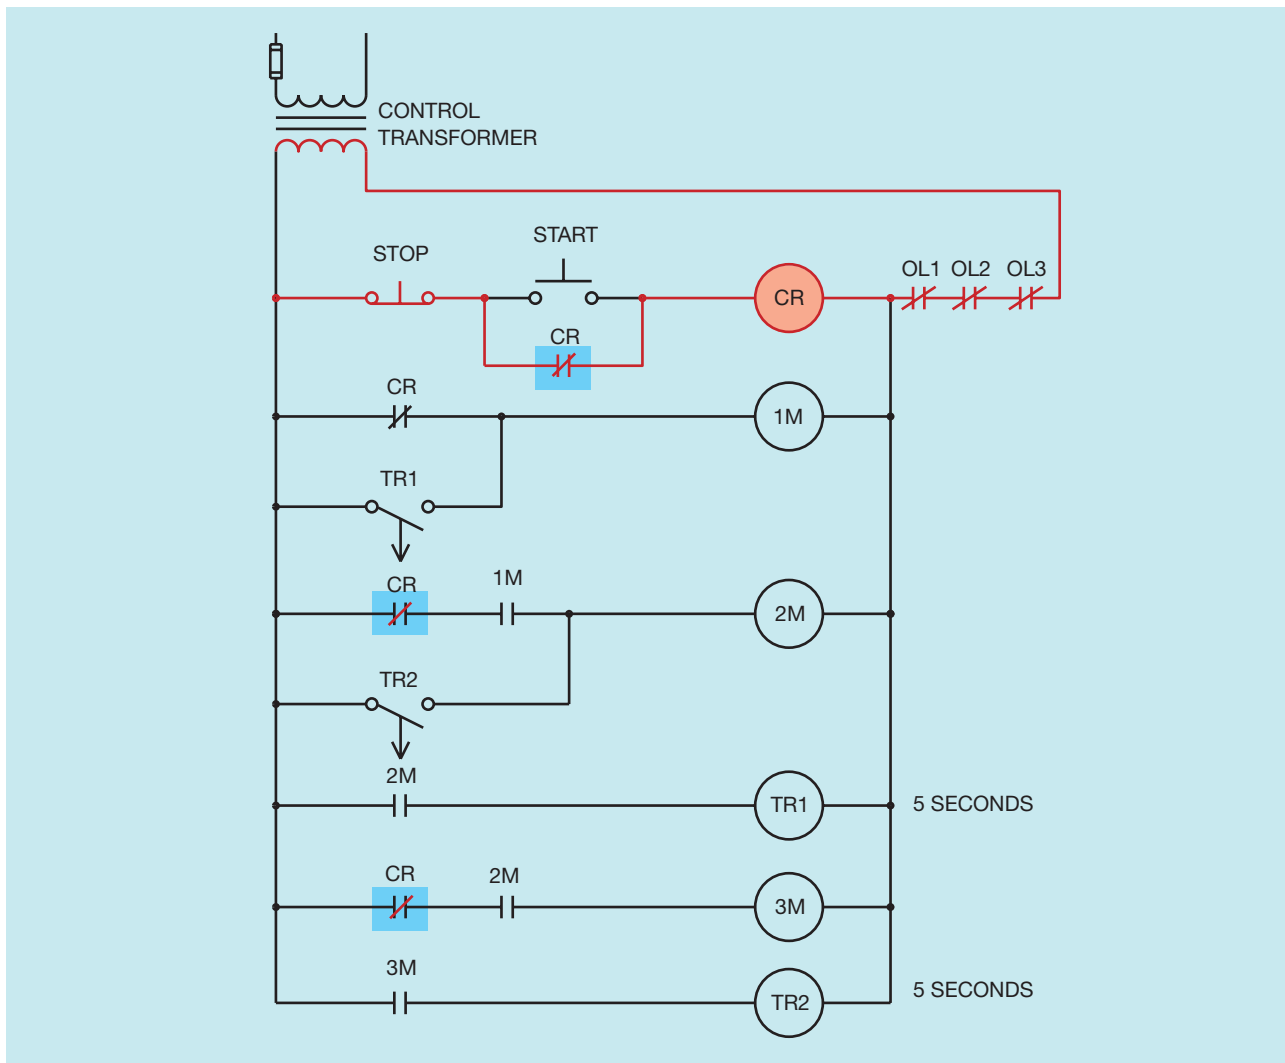 CONTROL
TRANSFORMER
START
STOP
OL1 OL2 OL3
CR
CR
CR
1M
TR1
CR
1M
2M
TR2
2M
TR1
5 SECONDS
CR
2M
3M
3M
TR2
5 SECONDS